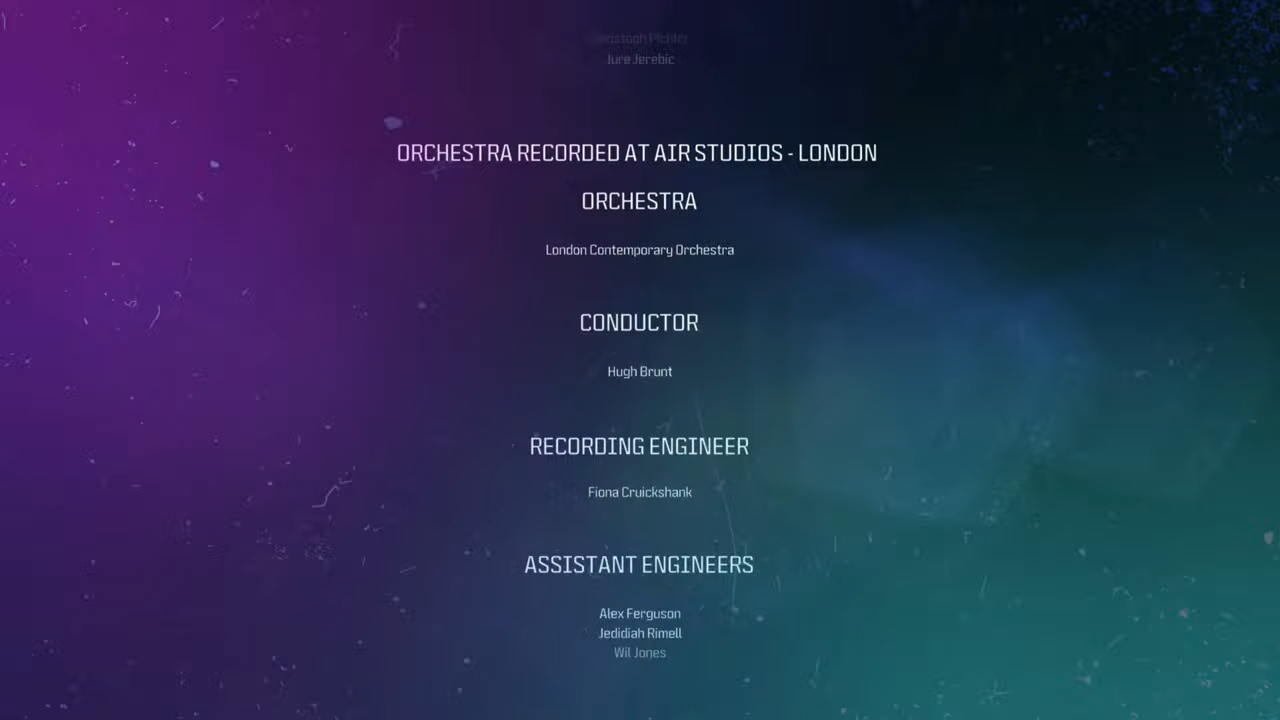 Jure Jerebic
ORCHESTRA RECORDED AT AIR STUDIOS - LONDON
ORCHESTRA
London Contemporary Orchestra
CONDUCTOR
Hugh Brunt
RECORDING ENGINEER
Fiona Cruickshank
ASSISTANT ENGINEERS
Alex Ferguson
Jedidiah Rimell
Wil Jones